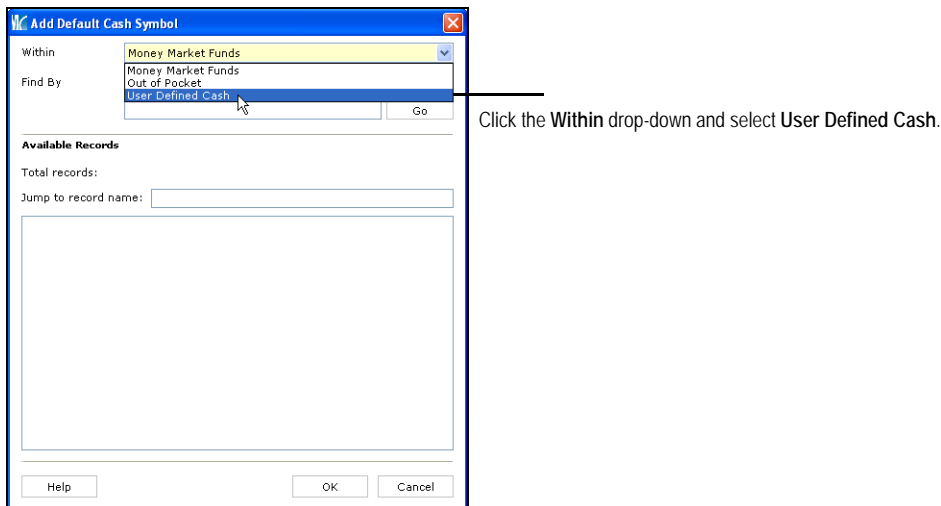 Add Default Cash Symbol
Within
Money Market Funds
Money Market Funds
Find By
Out of Pocket
User Defined Cash
Go
Click the Within drop-down and select User Defined Cash.
Available Records
Total records:
Jump to record name:
Help
OK
Cancel